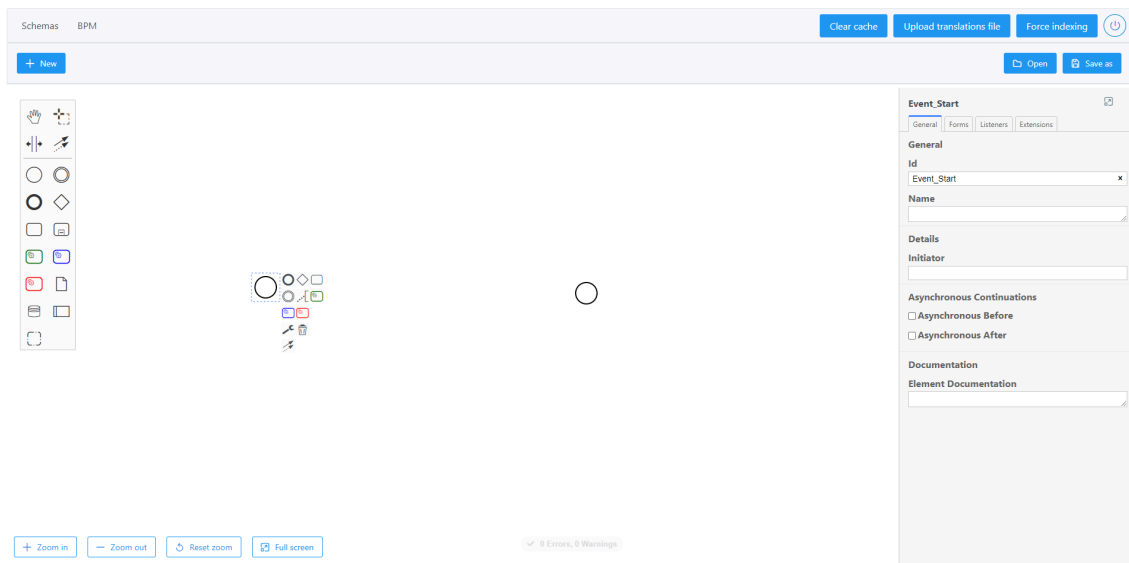 Schemas BPM Clear cache Upload translations file Force indexing
+ New Open Save as
Event_Start
General Forms Listeners Extensions
General
Id
Event_Start x
Name
Details
Initiator
Asynchronous Continuations
Asynchronous Before
Asynchronous After
Documentation
Element Documentation
+ Zoom in — Zoom out Reset zoom Full screen 0 Errors, 0 Warnings